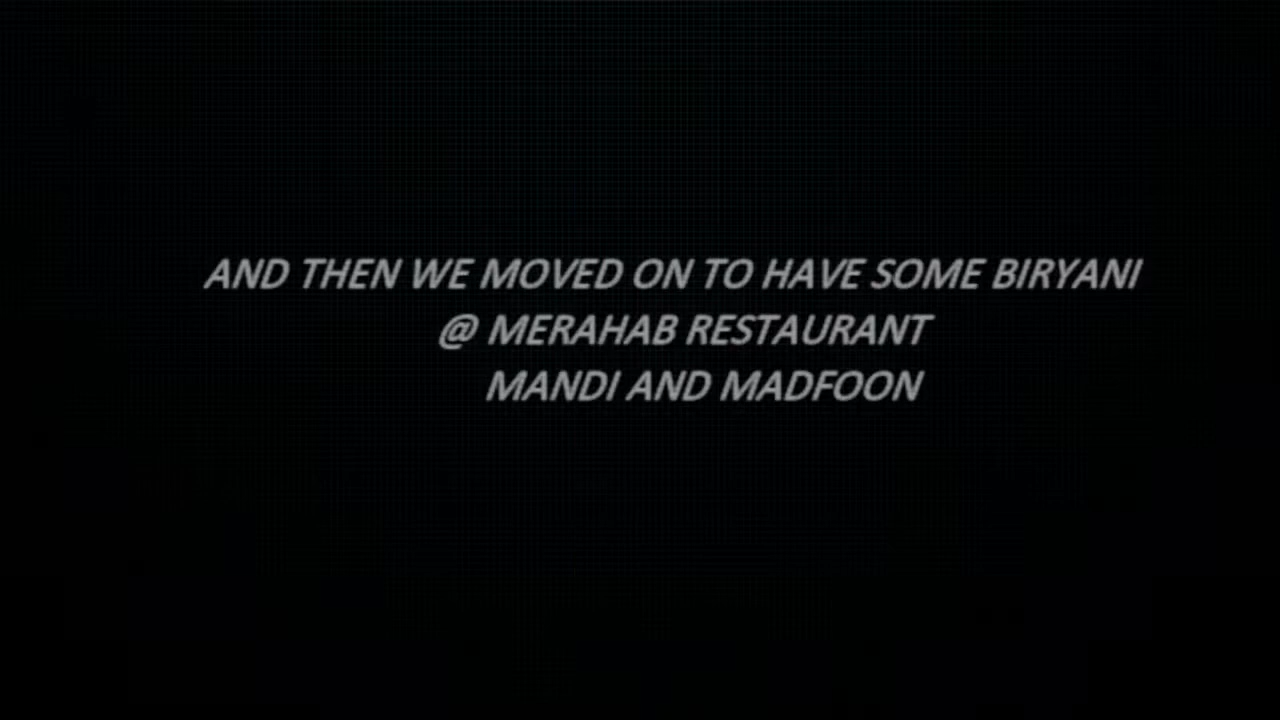 AND THEN WE MOVED ON TO HAVE SOME BIRYANI
@ MERAHAB RESTAURANT
MANDI AND MADFOON